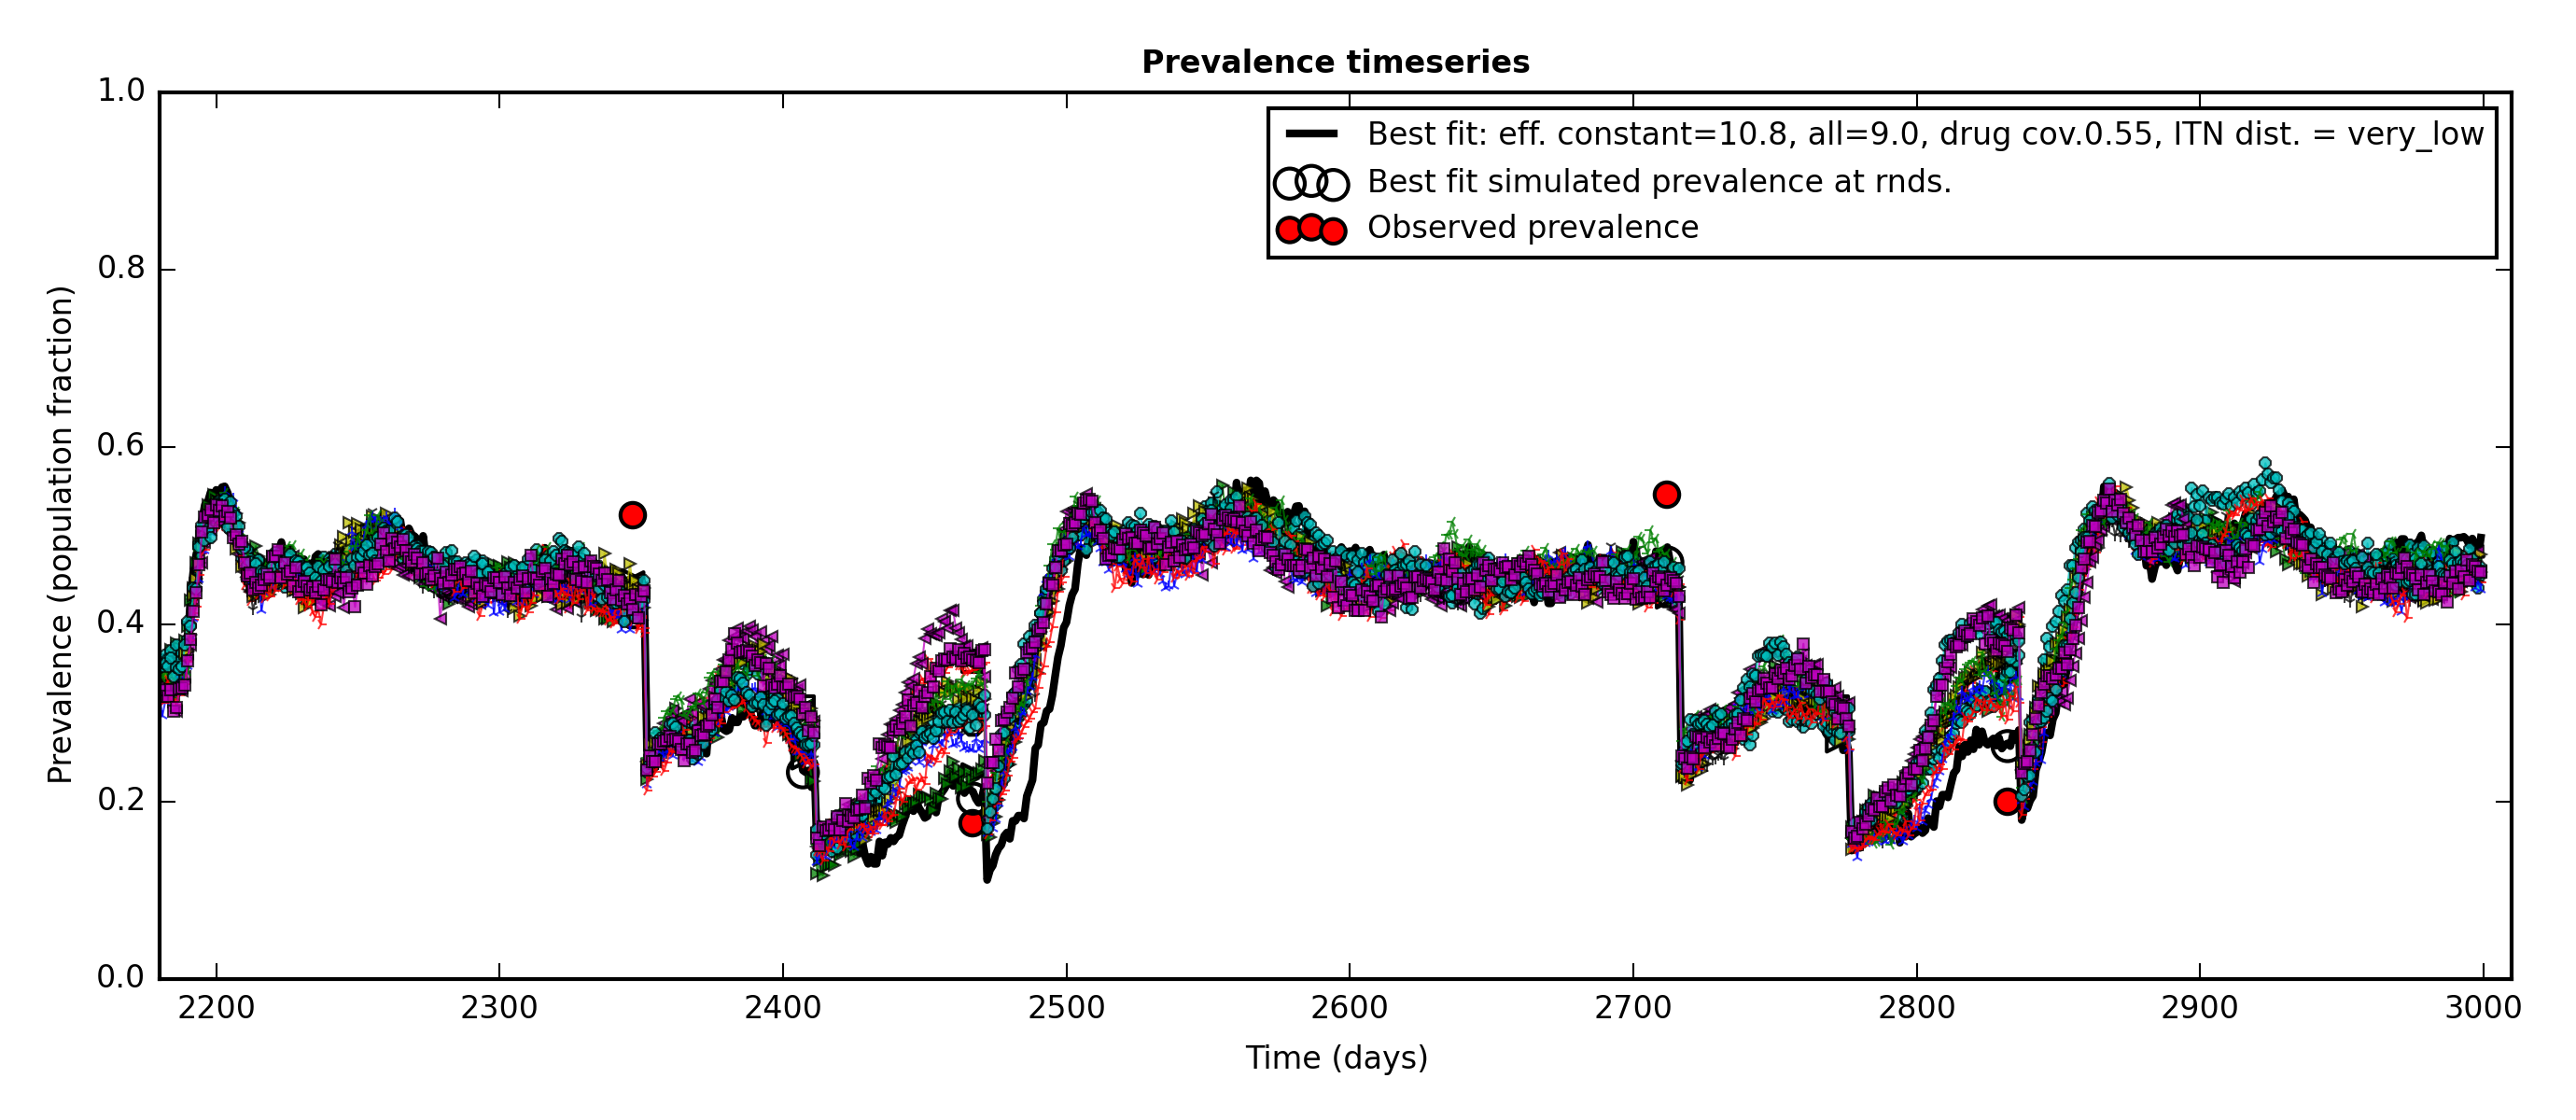 Prevalence timeseries
1.0
0.8
0.6
0.4
0.2
0.0
Prevalence (population fraction)
Best fit: eff. constant=10.8, all=9.0, drug cov.0.55, ITN dist. = very_low
Best fit simulated prevalence at rnds.
Observed prevalence
2200 2300 2400 2500 2600 2700 2800 2900 3000
Time (days)